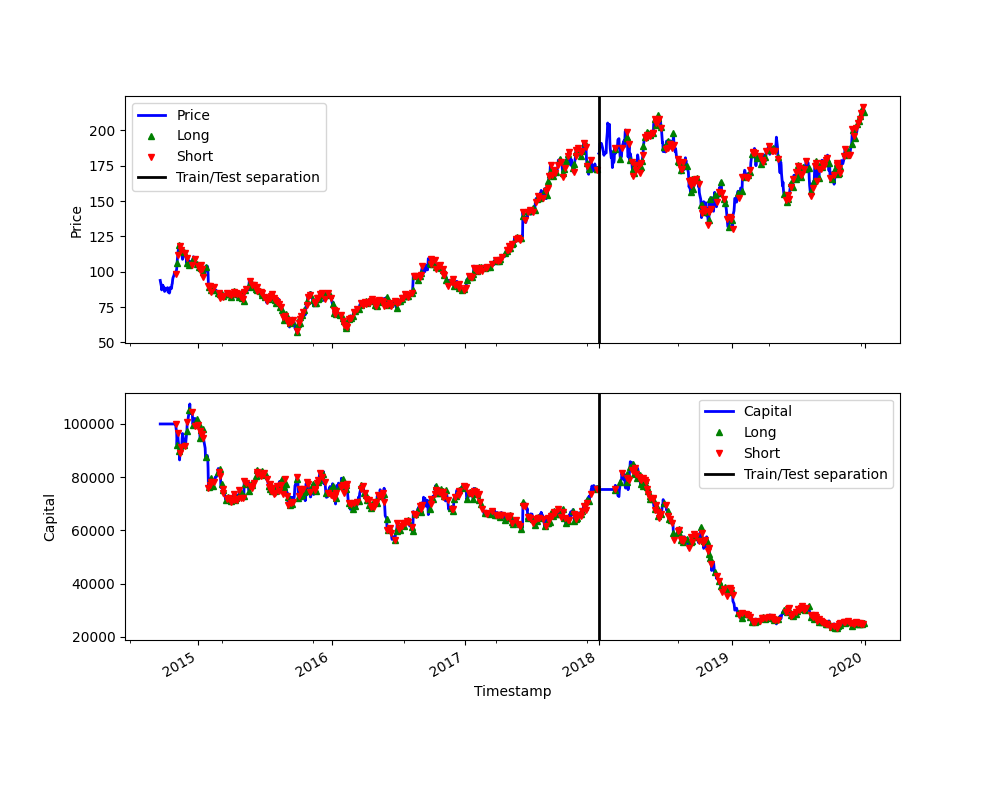 Price
Long
Short
Train/Test separation
Price
200
175
150
125
100
75
50
Capital
Long
Short
Train/Test separation
Capital
100000
80000
60000
40000
20000
2015 2016 2017 2018 2019 2020
Timestamp